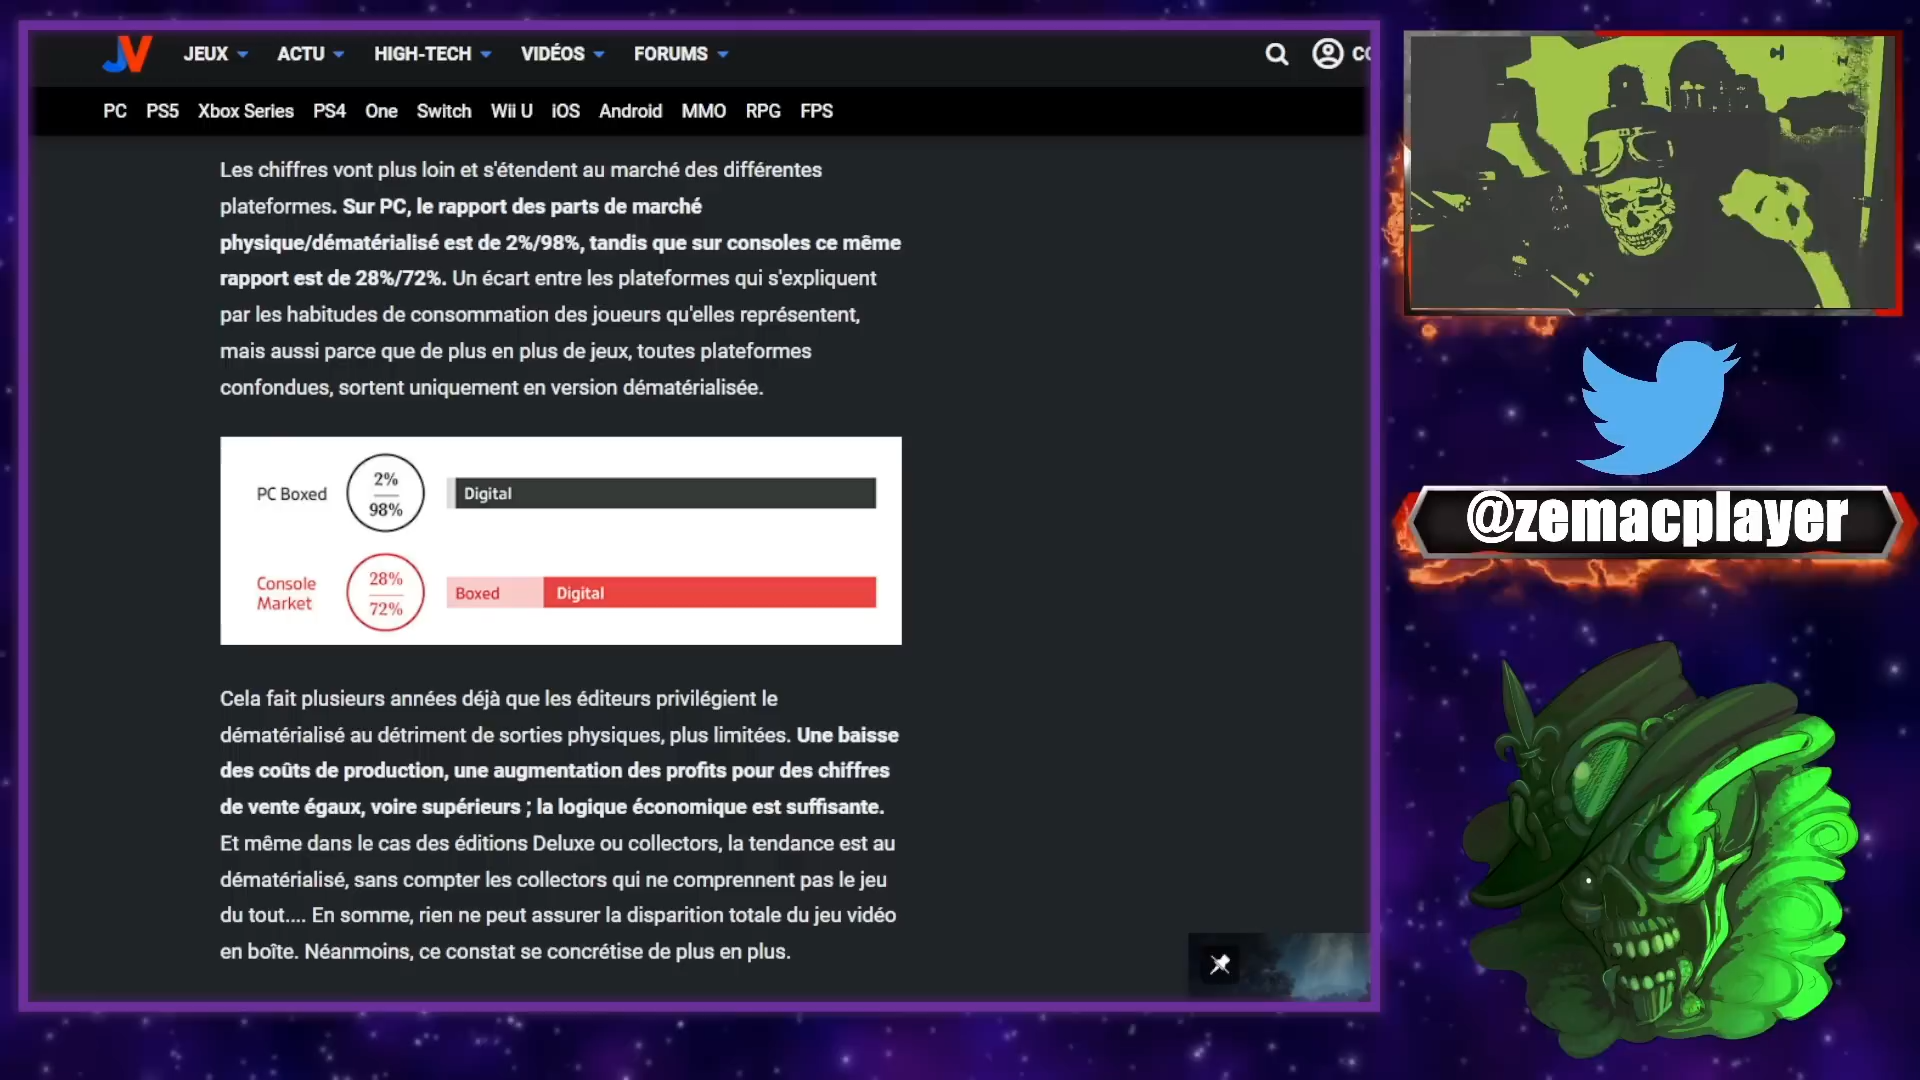 JV
JEUX
ACTU
HIGH-TECH
VIDÉOS
FORUMS
PC
PS5
Xbox Series
PS4
One
Switch
Wii U
iOS
Android
MMO
RPG
FPS
Les chiffres vont plus loin et s'étendent au marché des différentes
plateformes. Sur PC, le rapport des parts de marché
physique/dématérialisé est de 2%/98%, tandis que sur consoles ce même
rapport est de 28%/72%. Un écart entre les plateformes qui s'expliquent
par les habitudes de consommation des joueurs qu'elles représentent,
mais aussi parce que de plus en plus de jeux, toutes plateformes
confondues, sortent uniquement en version dématérialisée.
PC Boxed
2%
98%
Digital
Console
Market
28%
72%
Boxed
Digital
Cela fait plusieurs années déjà que les éditeurs privilégient le
dématérialisé au détriment de sorties physiques, plus limitées. Une baisse
des coûts de production, une augmentation des profits pour des chiffres
de vente égaux, voire supérieurs ; la logique économique est suffisante.
Et même dans le cas des éditions Deluxe ou collectors, la tendance est au
dématérialisé, sans compter les collectors qui ne comprennent pas le jeu
du tout.... En somme, rien ne peut assurer la disparition totale du jeu vidéo
en boîte. Néanmoins, ce constat se concrétise de plus en plus.
@zemacplayer